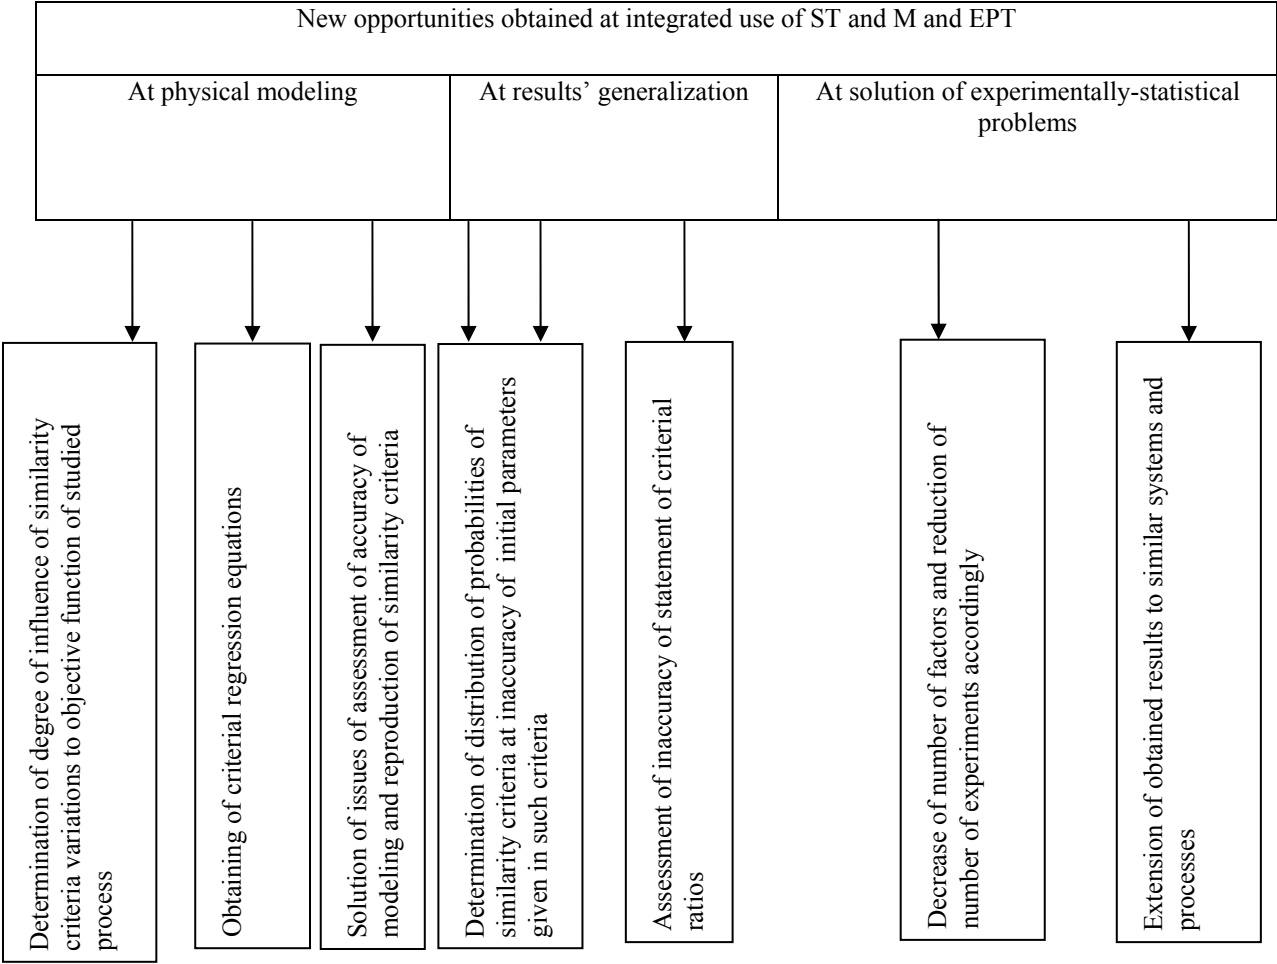 New opportunities obtained at integrated use of ST and M and EPT
At physical modeling
At results’ generalization
At solution of experimentally-statistical
problems
Determination of degree of influence of similarity
criteria variations to objective function of studied
process
Obtaining of criterial regression equations
Solution of issues of assessment of accuracy of
modeling and reproduction of similarity criteria
Determination of distribution of probabilities of
similarity criteria at inaccuracy of initial parameters
given in such criteria
Assessment of inaccuracy of statement of criterial
ratios
Decrease of number of factors and reduction of
number of experiments accordingly
Extension of obtained results to similar systems and
processes